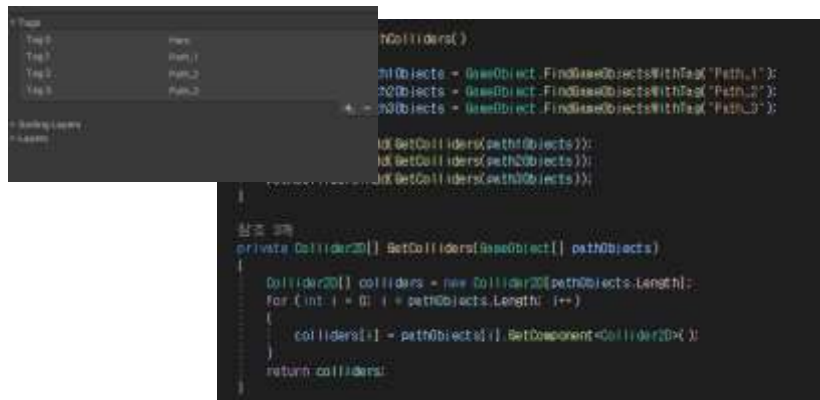 Tags
Tag 0 Hero
Tag 1 Path_1
Tag 2 Path_2
Tag 3 Path_3
Sorting Layers
Layers
hColliders()
h1Objects = GameObject.FindGameObjectsWithTag("Path_1");
h2Objects = GameObject.FindGameObjectsWithTag("Path_2");
h3Objects = GameObject.FindGameObjectsWithTag("Path_3");
(GetColliders(path1Objects));
(GetColliders(path2Objects));
(GetColliders(path3Objects));
}
참조 3개
private Collider2D[] GetColliders(GameObject[] pathObjects)
{
Collider2D[] colliders = new Collider2D[pathObjects.Length];
for (int i = 0; i < pathObjects.Length; i++)
{
colliders[i] = pathObjects[i].GetComponent<Collider2D>();
}
return colliders;
}